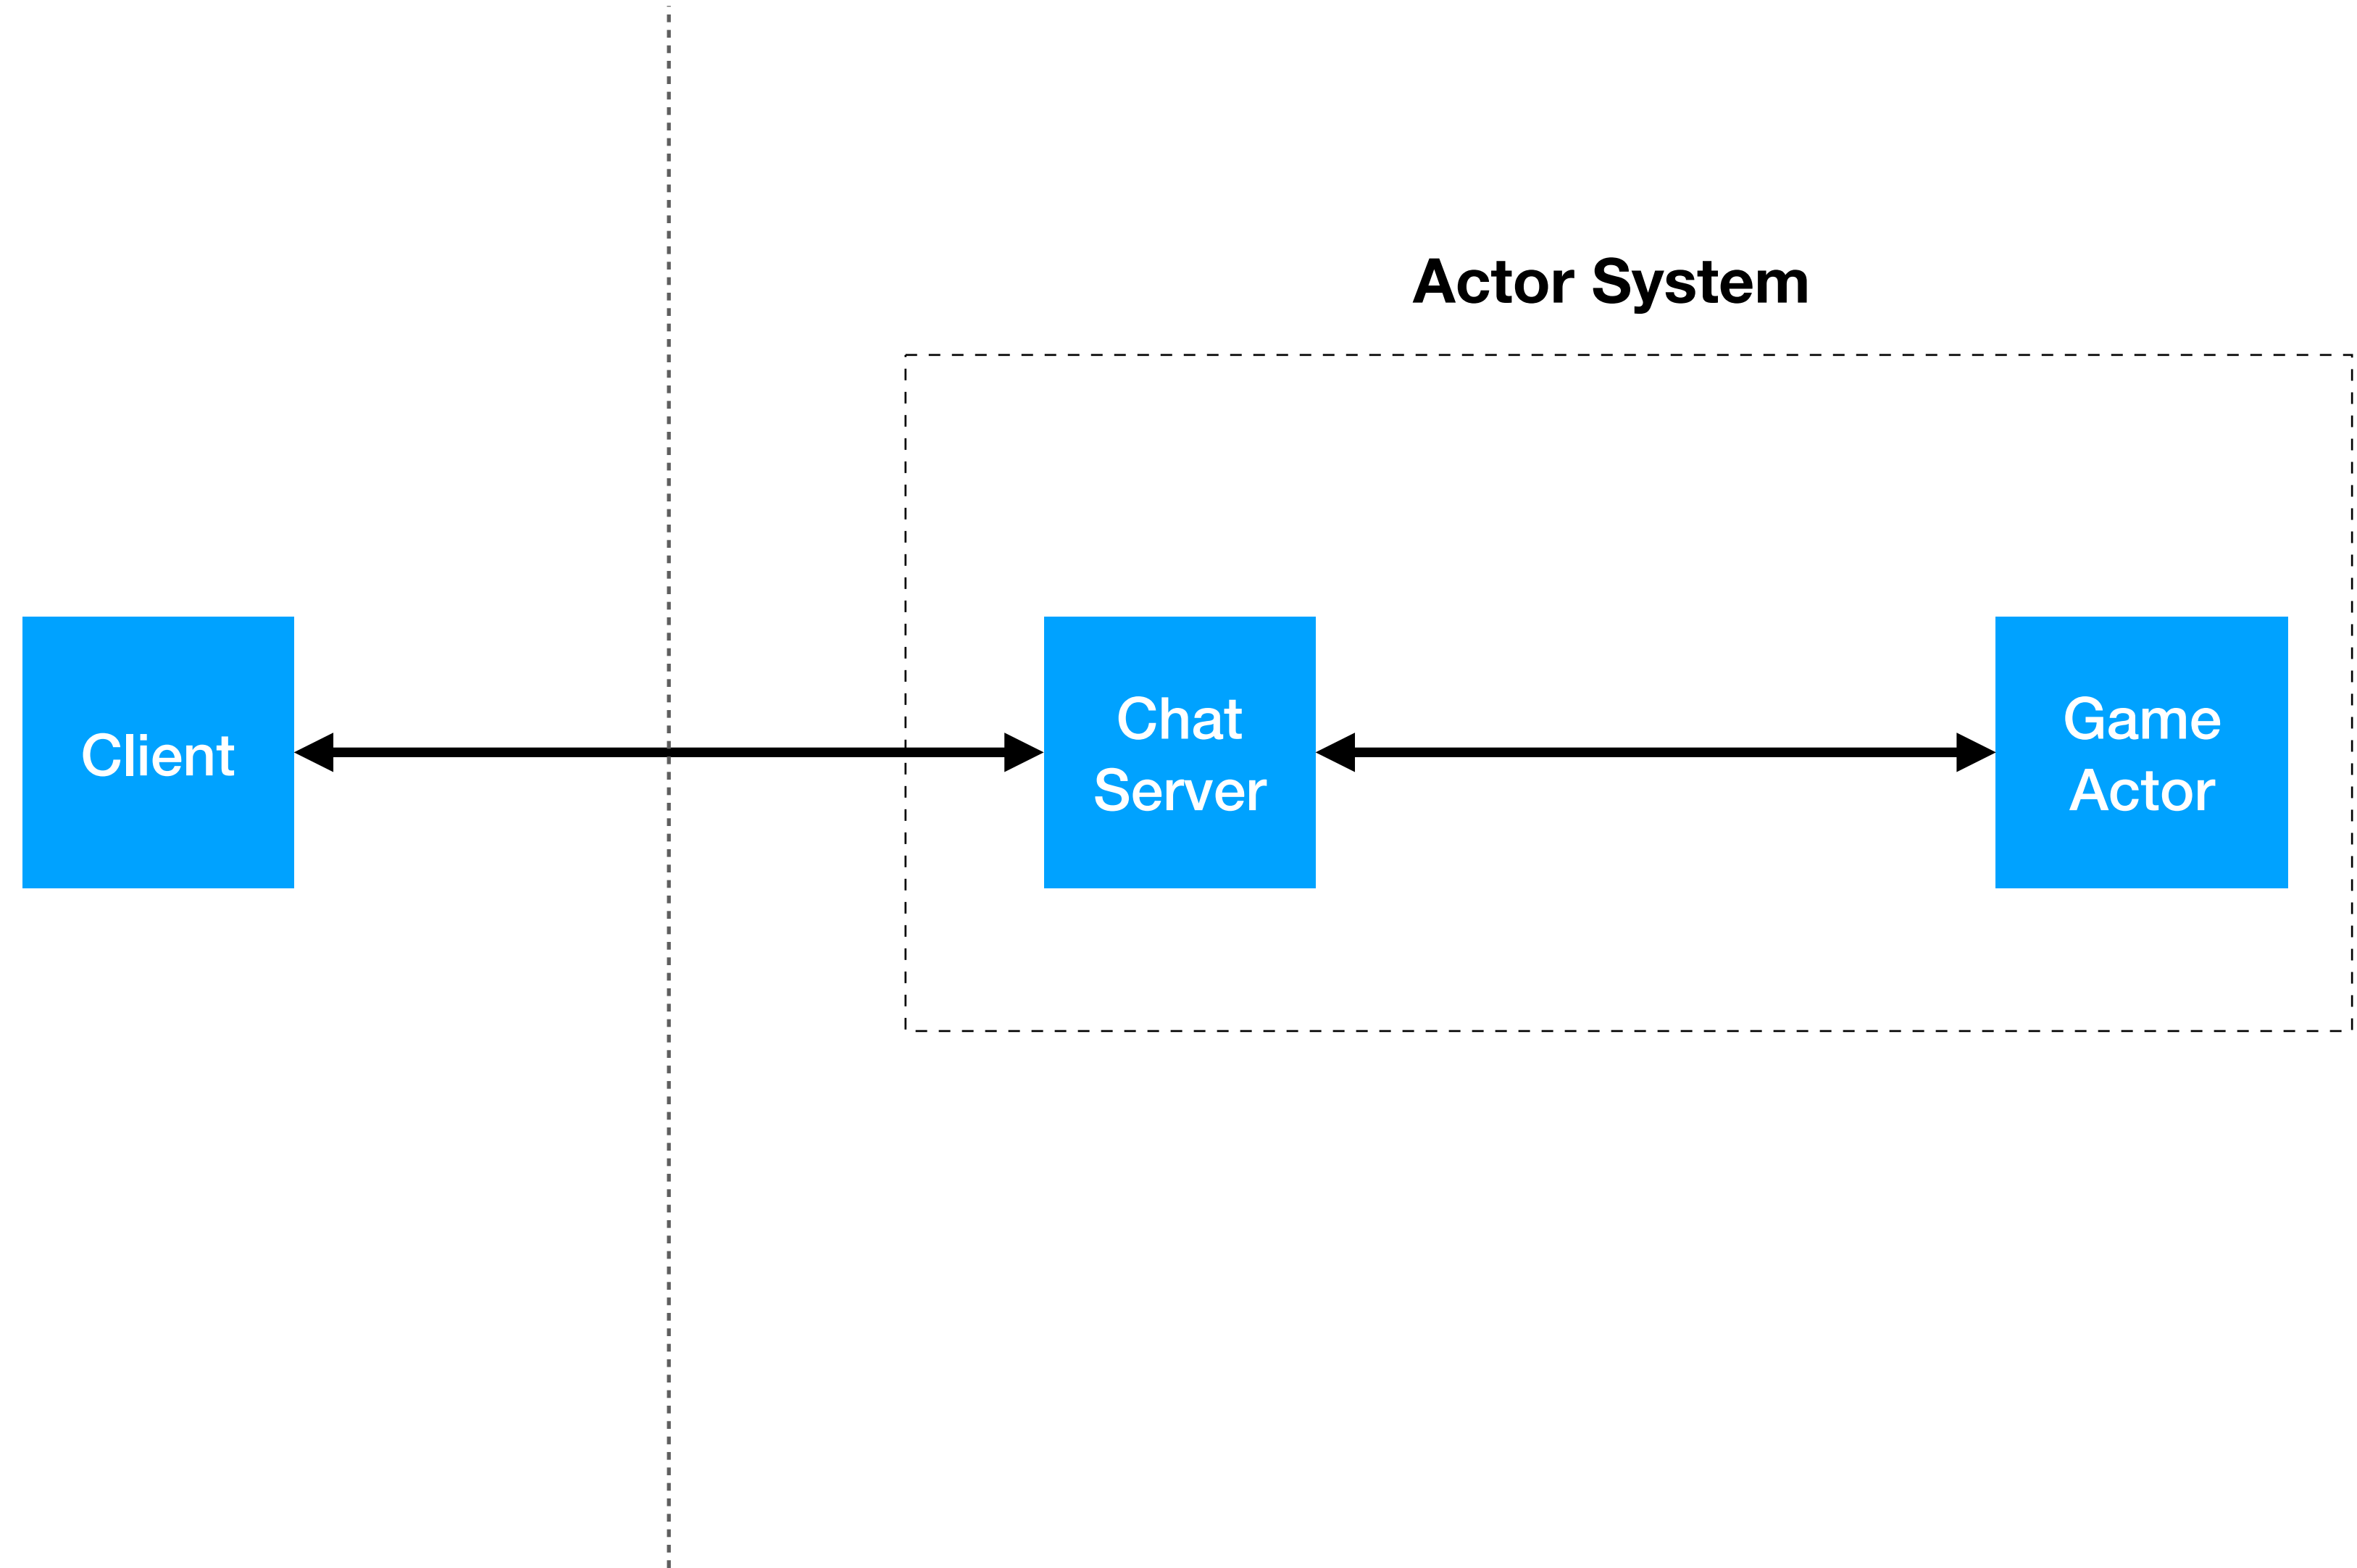 Actor System
Client
Chat
Server
Game
Actor